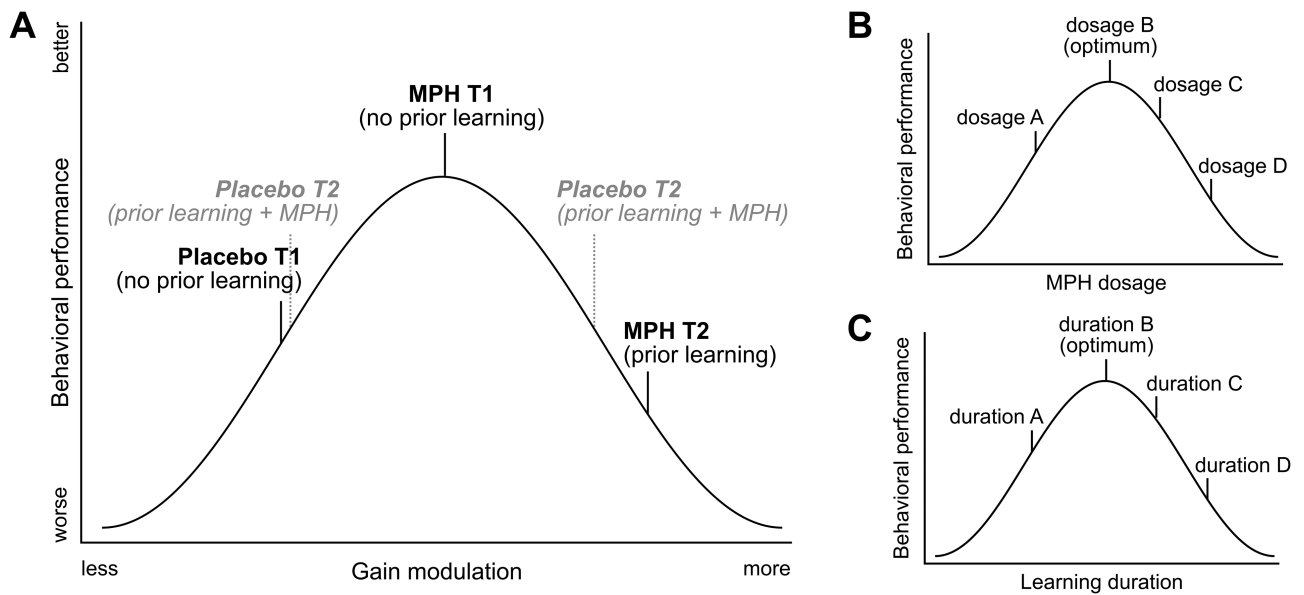 A
better
Behavioral performance
worse
MPH T1
(no prior learning)
Placebo T2
(prior learning + MPH)
Placebo T2
(prior learning + MPH)
Placebo T1
(no prior learning)
MPH T2
(prior learning)
less
Gain modulation
more
B
Behavioral performance
dosage B
(optimum)
dosage C
dosage A
dosage D
MPH dosage
C
Behavioral performance
duration B
(optimum)
duration C
duration A
duration D
Learning duration